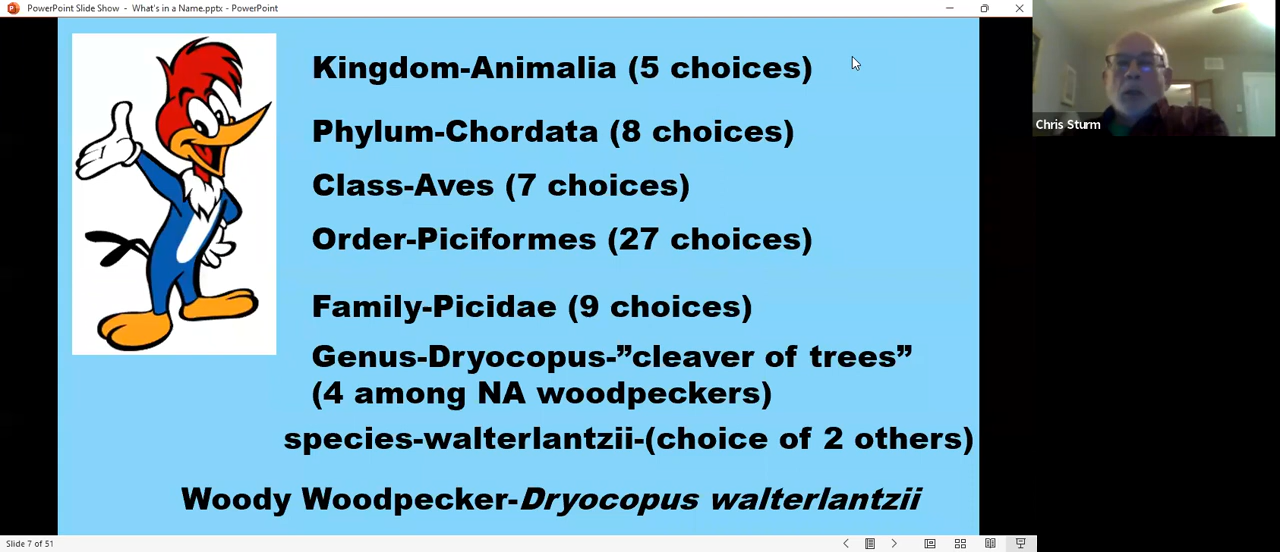 PowerPoint Slide Show - What's in a Name.pptx - PowerPoint
Kingdom-Animalia (5 choices)
Phylum-Chordata (8 choices)
Class-Aves (7 choices)
Order-Piciformes (27 choices)
Family-Picidae (9 choices)
Genus-Dryocopus-”cleaver of trees”
(4 among NA woodpeckers)
species-walterlantzii-(choice of 2 others)
Woody Woodpecker-Dryocopus walterlantzii
Chris Sturm
Slide 7 of 51